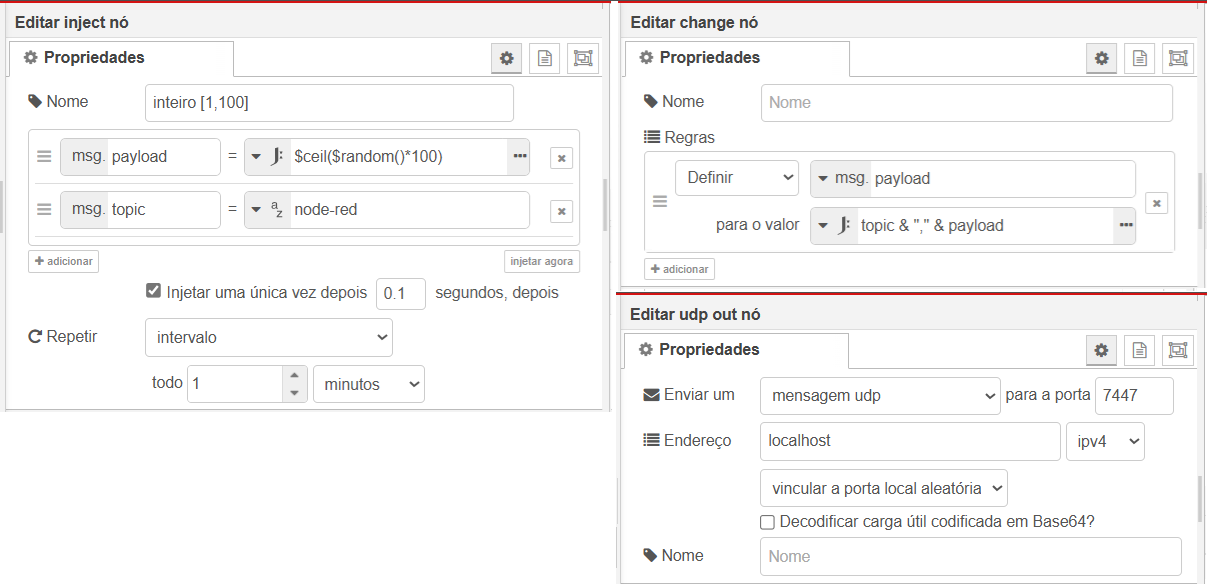 Editar inject nó
Propriedades
Nome inteiro [1,100]
msg. payload = J: $ceil($random()*100) ••• ×
msg. topic = az node-red ×
+ adicionar injetar agora
Injetar uma única vez depois 0.1 segundos, depois
Repetir intervalo
todo 1 minutos
Editar change nó
Propriedades
Nome Nome
Regras
Definir msg. payload
para o valor J: topic & "," & payload ••• ×
+ adicionar
Editar udp out nó
Propriedades
Enviar um mensagem udp para a porta 7447
Endereço localhost ipv4
vincular a porta local aleatória
Decodificar carga útil codificada em Base64?
Nome Nome